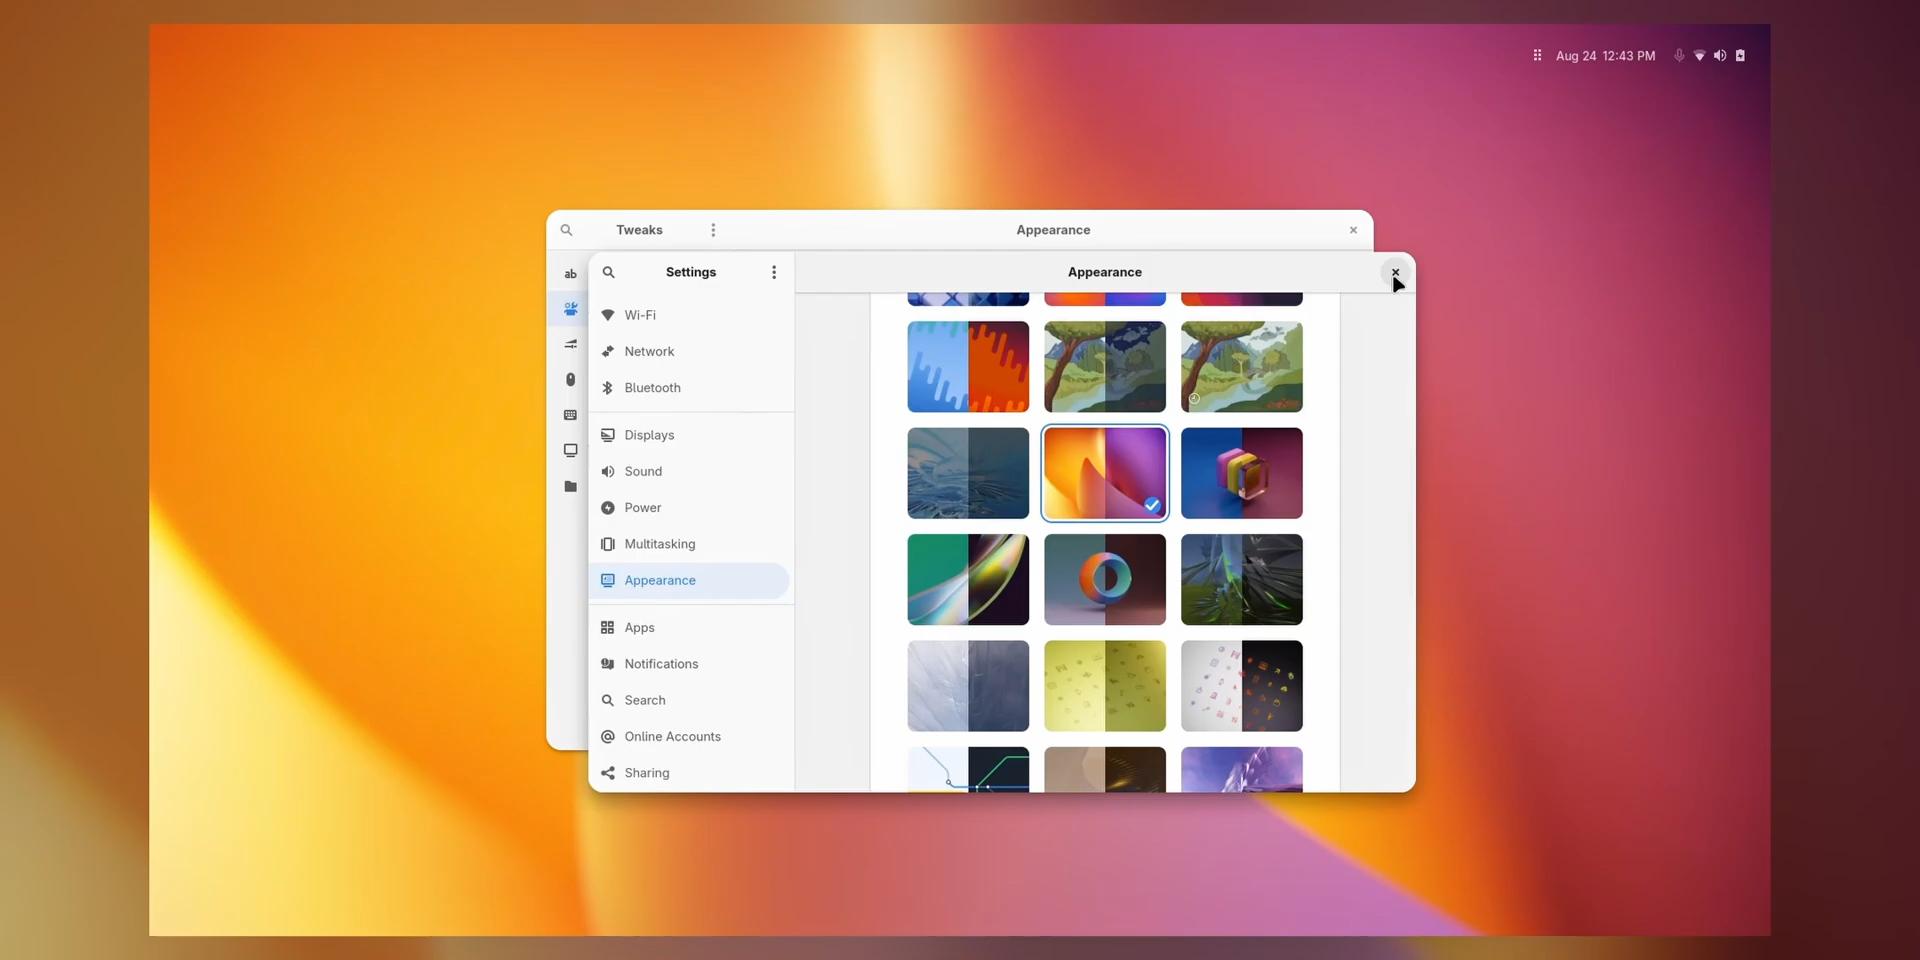 Aug 24 12:43 PM
Tweaks
Appearance
ab
Settings
Appearance
Wi-Fi
Network
Bluetooth
Displays
Sound
Power
Multitasking
Appearance
Apps
Notifications
Search
Online Accounts
Sharing